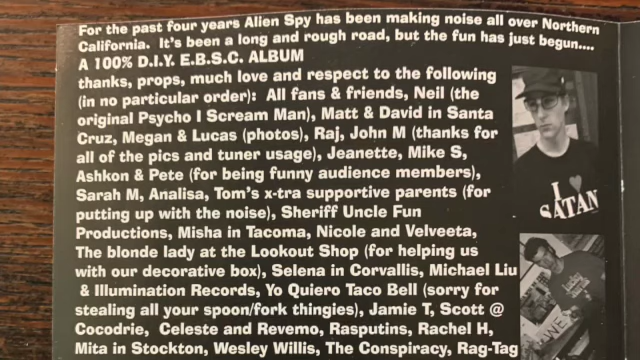 For the past four years Alien Spy has been making noise all over Northern
California. It's been a long and rough road, but the fun has just begun....
A 100% D.I.Y. E.B.S.C. ALBUM
thanks, props, much love and respect to the following
(in no particular order): All fans & friends, Neil (the
original Psycho I Scream Man), Matt & David in Santa
Cruz, Megan & Lucas (photos), Raj, John M (thanks for
all of the pics and tuner usage), Jeanette, Mike S,
Ashkon & Pete (for being funny audience members),
Sarah M, Analisa, Tom's x-tra supportive parents (for
putting up with the noise), Sheriff Uncle Fun
Productions, Misha in Tacoma, Nicole and Velveeta,
The blonde lady at the Lookout Shop (for helping us
with our decorative box), Selena in Corvallis, Michael Liu
& Illumination Records, Yo Quiero Taco Bell (sorry for
stealing all your spoon/fork thingies), Jamie T, Scott @
Cocodrie, Celeste and Revemo, Rasputins, Rachel H,
Mita in Stockton, Wesley Willis, The Conspiracy, Rag-Tag
I
SATAN